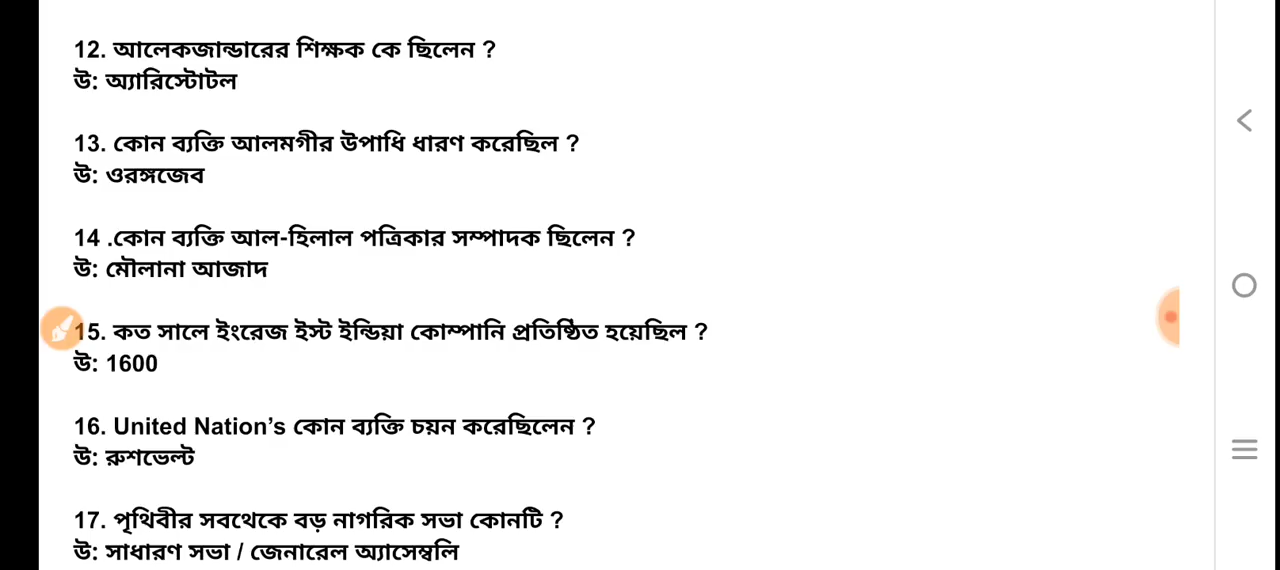 12. আলেকজান্ডারের শিক্ষক কে ছিলেন ?
উ: অ্যারিস্টোটল
13. কোন ব্যক্তি আলমগীর উপাধি ধারণ করেছিল ?
উ: ওরঙ্গজেব
14 .কোন ব্যক্তি আল-হিলাল পত্রিকার সম্পাদক ছিলেন ?
উ: মৌলানা আজাদ
15. কত সালে ইংরেজ ইস্ট ইন্ডিয়া কোম্পানি প্রতিষ্ঠিত হয়েছিল ?
উ: 1600
16. United Nation’s কোন ব্যক্তি চয়ন করেছিলেন ?
উ: রুশভেল্ট
17. পৃথিবীর সবথেকে বড় নাগরিক সভা কোনটি ?
উ: সাধারণ সভা / জেনারেল অ্যাসেম্বলি